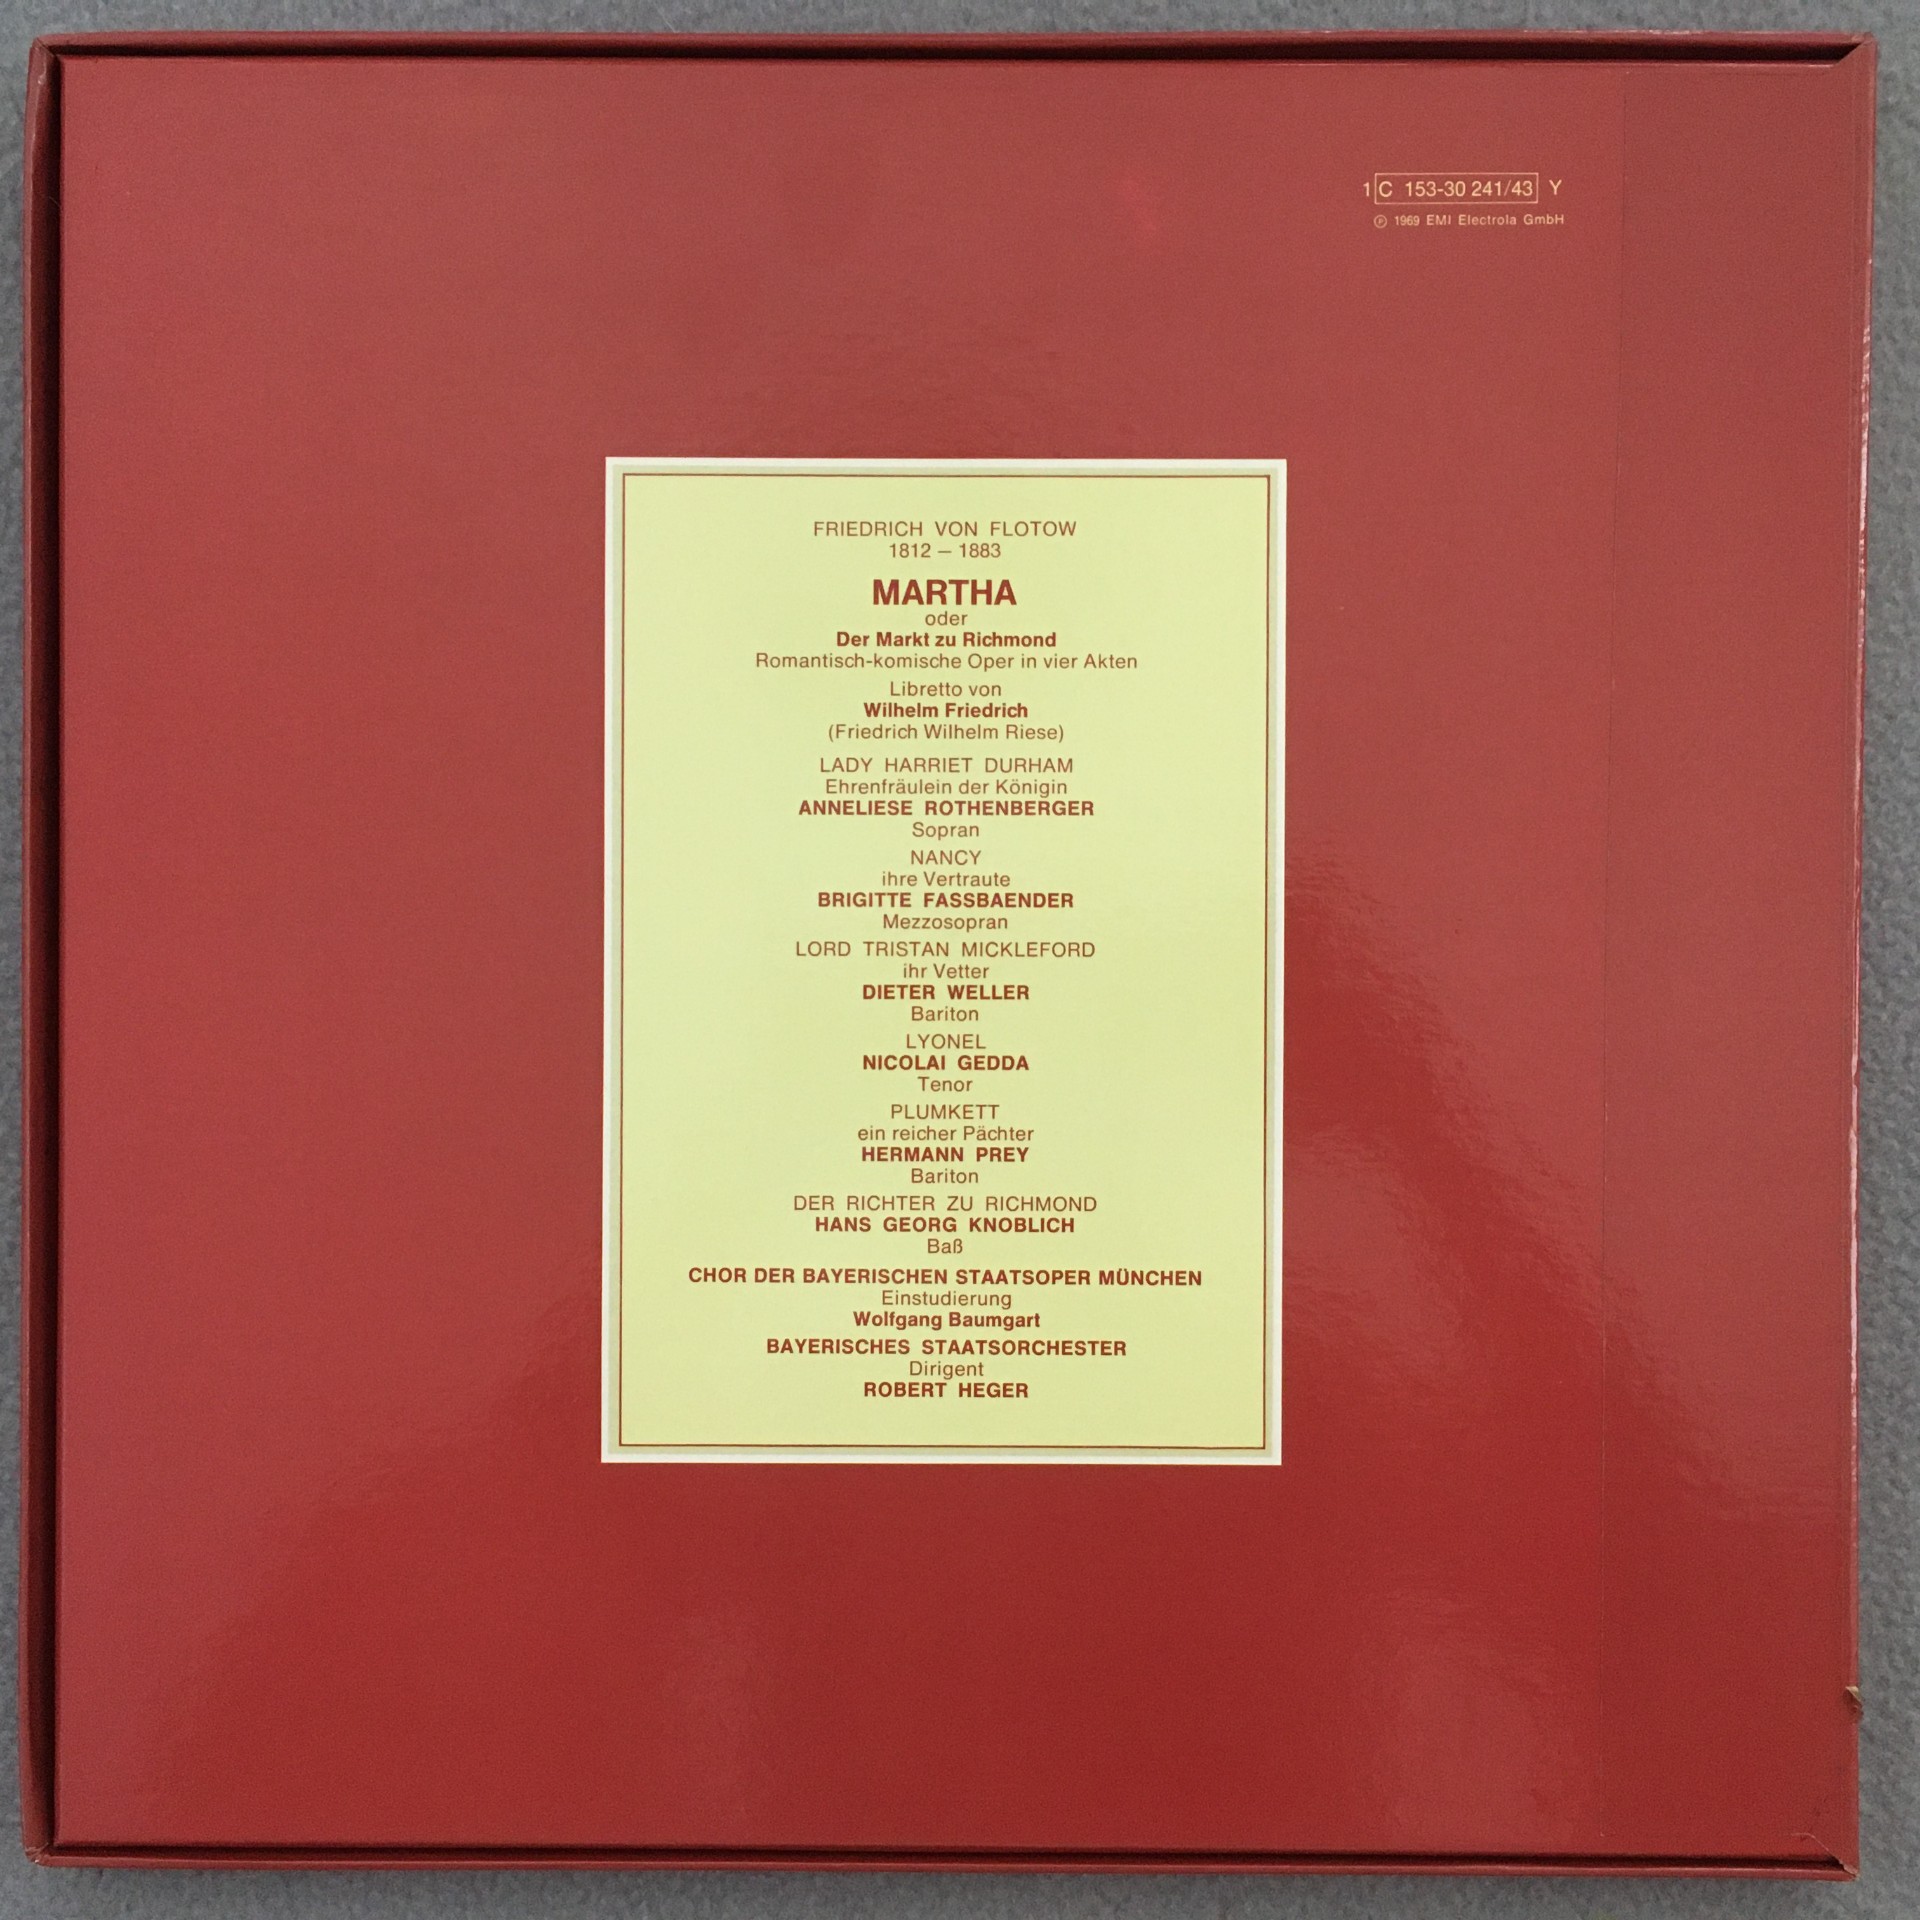 1 C 153-30 241/43 Y
℗ 1969 EMI Electrola GmbH
FRIEDRICH VON FLOTOW
1812 – 1883
MARTHA
oder
Der Markt zu Richmond
Romantisch-komische Oper in vier Akten
Libretto von
Wilhelm Friedrich
(Friedrich Wilhelm Riese)
LADY HARRIET DURHAM
Ehrenfräulein der Königin
ANNELIESE ROTHENBERGER
Sopran
NANCY
ihre Vertraute
BRIGITTE FASSBAENDER
Mezzosopran
LORD TRISTAN MICKLEFORD
ihr Vetter
DIETER WELLER
Bariton
LYONEL
NICOLAI GEDDA
Tenor
PLUMKETT
ein reicher Pächter
HERMANN PREY
Bariton
DER RICHTER ZU RICHMOND
HANS GEORG KNOBLICH
Baß
CHOR DER BAYERISCHEN STAATSOPER MÜNCHEN
Einstudierung
Wolfgang Baumgart
BAYERISCHES STAATSORCHESTER
Dirigent
ROBERT HEGER